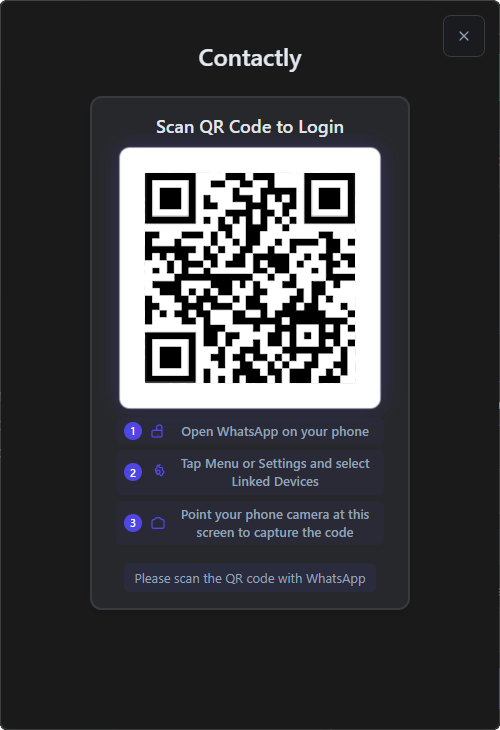 Contactly
Scan QR Code to Login
1 Open WhatsApp on your phone
2 Tap Menu or Settings and select
Linked Devices
3 Point your phone camera at this
screen to capture the code
Please scan the QR code with WhatsApp